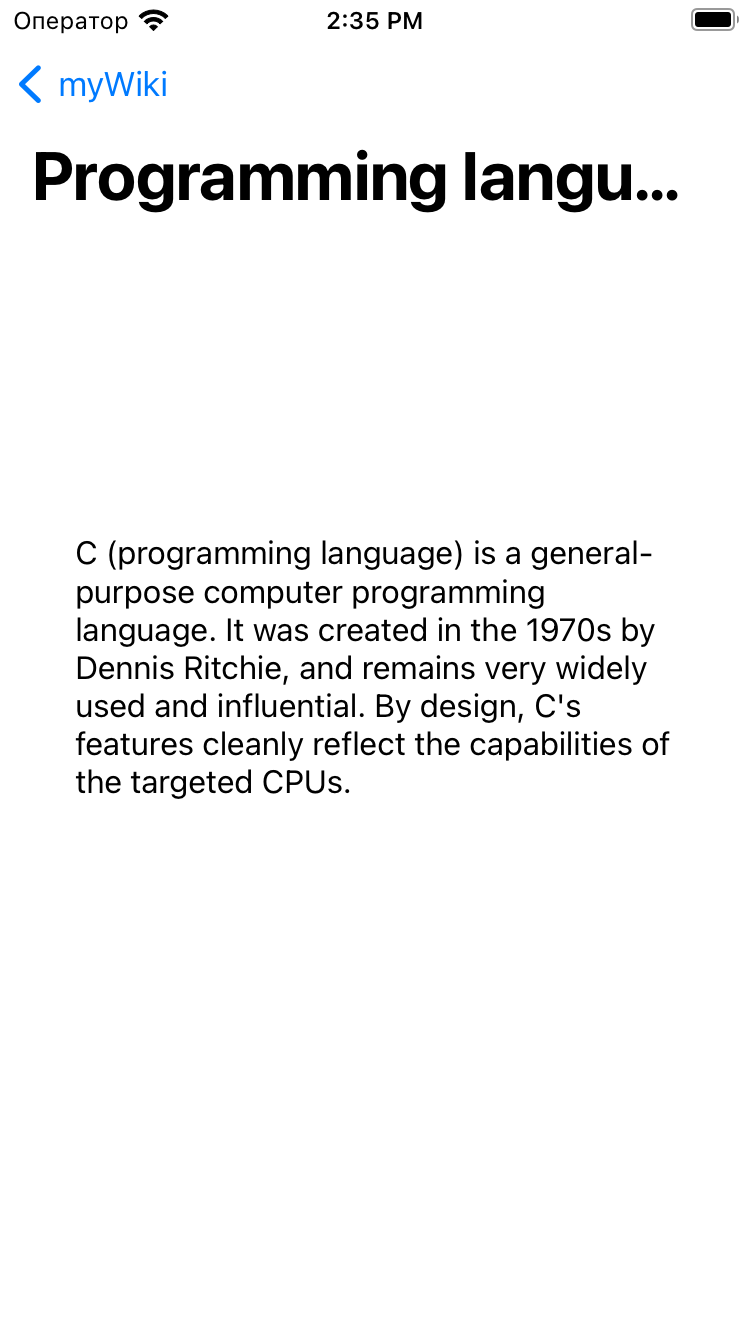 Оператор 2:35 PM
myWiki
Programming langu...
C (programming language) is a general-
purpose computer programming
language. It was created in the 1970s by
Dennis Ritchie, and remains very widely
used and influential. By design, C's
features cleanly reflect the capabilities of
the targeted CPUs.